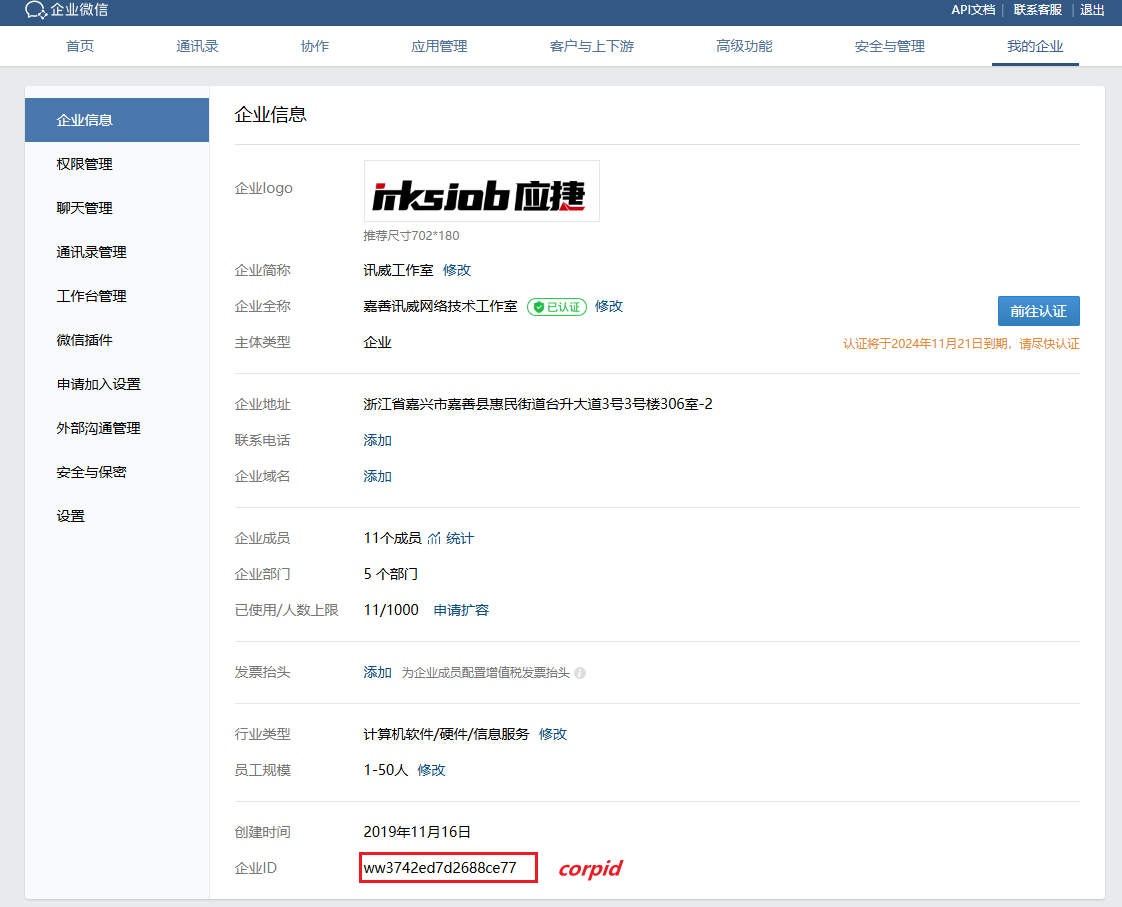 企业微信
API文档 | 联系客服 | 退出
首页 通讯录 协作 应用管理 客户与上下游 高级功能 安全与管理 我的企业
企业信息
权限管理
聊天管理
通讯录管理
工作台管理
微信插件
申请加入设置
外部沟通管理
安全与保密
设置
企业信息
企业logo
inksjob 应捷
推荐尺寸702*180
企业简称 讯威工作室 修改
企业全称 嘉善讯威网络技术工作室 已认证 修改
前往认证
主体类型 企业
认证将于2024年11月21日到期，请尽快认证
企业地址 浙江省嘉兴市嘉善县惠民街道台升大道3号3号楼306室-2
联系电话 添加
企业域名 添加
企业成员 11个成员 统计
企业部门 5 个部门
已使用/人数上限 11/1000 申请扩容
发票抬头 添加 为企业成员配置增值税发票抬头
行业类型 计算机软件/硬件/信息服务 修改
员工规模 1-50人 修改
创建时间 2019年11月16日
企业ID ww3742ed7d2688ce77 corpid